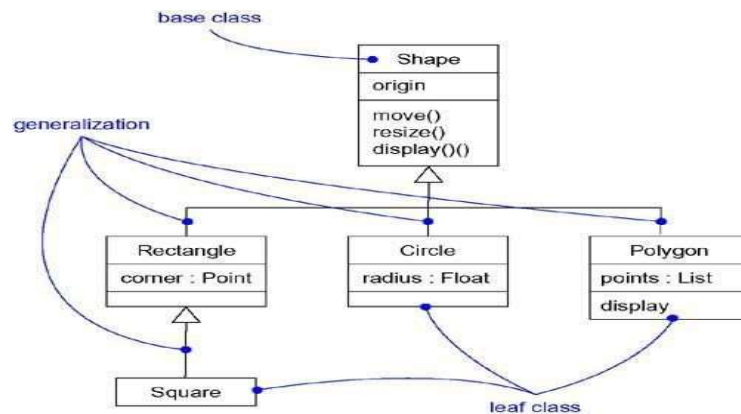 base class
Shape
origin
move()
resize()
display()()
generalization
Rectangle
corner : Point
Circle
radius : Float
Polygon
points : List
display
Square
leaf class